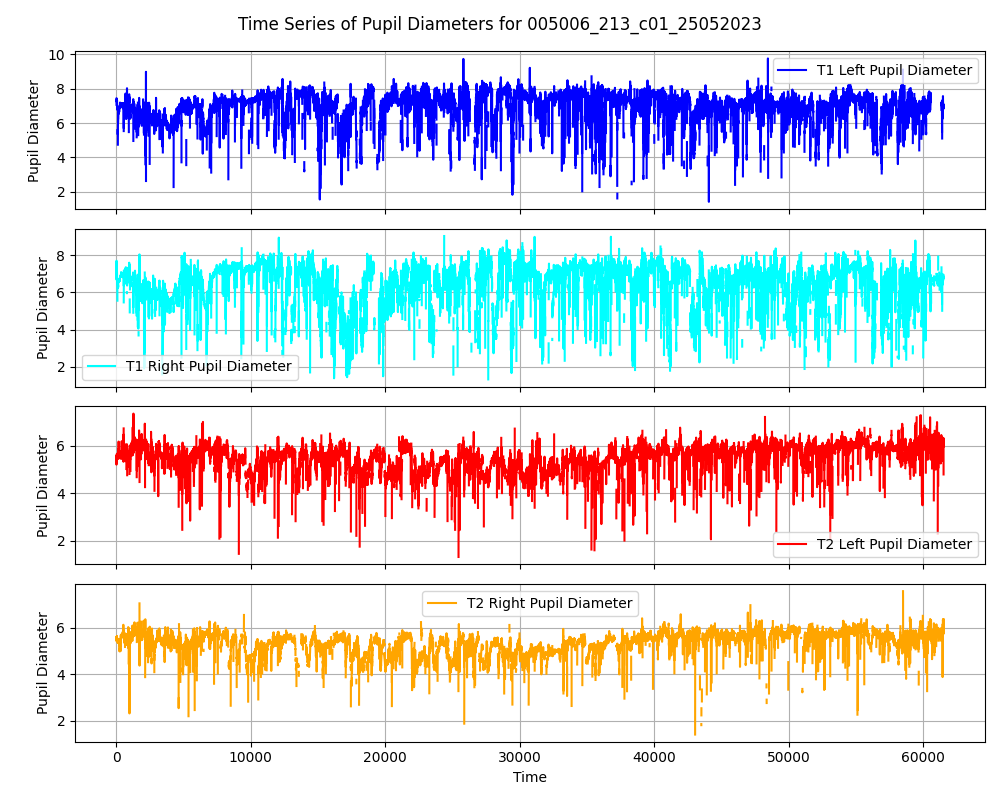 Time Series of Pupil Diameters for 005006_213_c01_25052023
10
8
6
4
2
Pupil Diameter
T1 Left Pupil Diameter
8
6
4
2
Pupil Diameter
T1 Right Pupil Diameter
6
4
2
Pupil Diameter
T2 Left Pupil Diameter
6
4
2
Pupil Diameter
T2 Right Pupil Diameter
0 10000 20000 30000 40000 50000 60000
Time